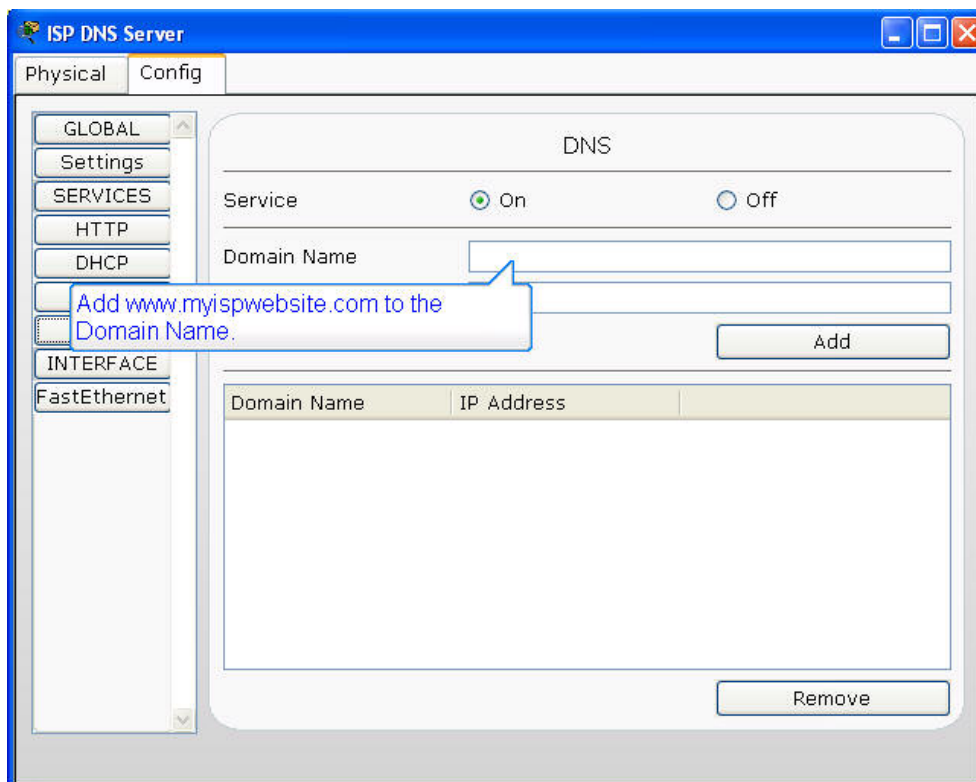 ISP DNS Server
Physical Config
GLOBAL
Settings
SERVICES
HTTP
DHCP
INTERFACE
FastEthernet
DNS
Service On Off
Domain Name
Add www.myispwebsite.com to the
Domain Name.
Add
Domain Name IP Address
Remove